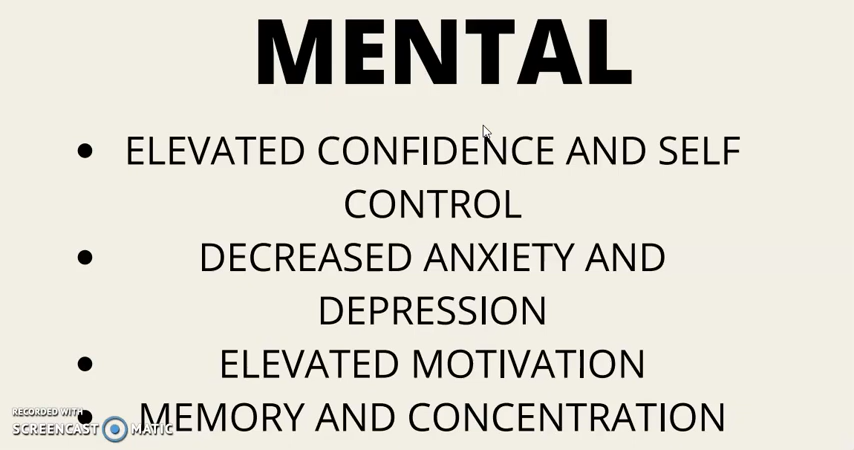 MENTAL
• ELEVATED CONFIDENCE AND SELF
CONTROL
• DECREASED ANXIETY AND
DEPRESSION
• ELEVATED MOTIVATION
• MEMORY AND CONCENTRATION
RECORDED WITH
SCREENCAST MATIC